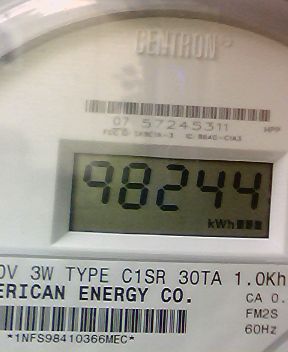 CENTRON
07 57245311 HPP
98244
kWh
0V 3W TYPE C1SR 30TA 1.0Kh
ERICAN ENERGY CO. CA 0.
FM2S
60Hz
*1NFS98410366MEC*